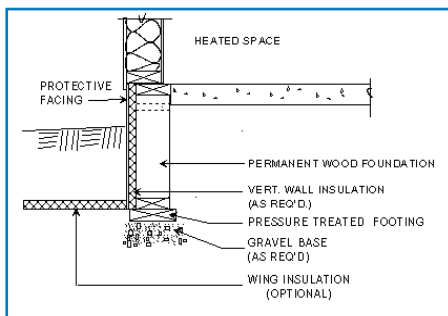 HEATED SPACE
PROTECTIVE
FACING
PERMANENT WOOD FOUNDATION
VERT. WALL INSULATION
(AS REQ'D.)
PRESSURE TREATED FOOTING
GRAVEL BASE
(AS REQ'D)
WING INSULATION
(OPTIONAL)